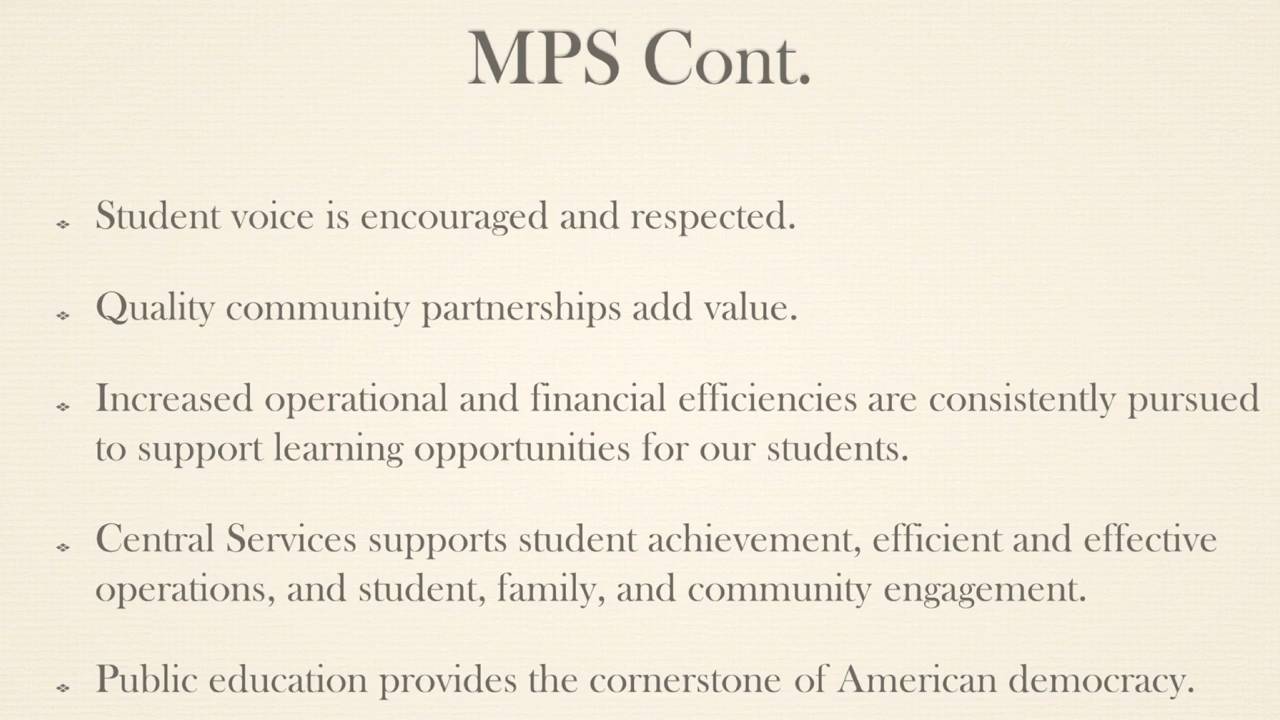 MPS Cont.
Student voice is encouraged and respected.
Quality community partnerships add value.
Increased operational and financial efficiencies are consistently pursued
to support learning opportunities for our students.
Central Services supports student achievement, efficient and effective
operations, and student, family, and community engagement.
Public education provides the cornerstone of American democracy.